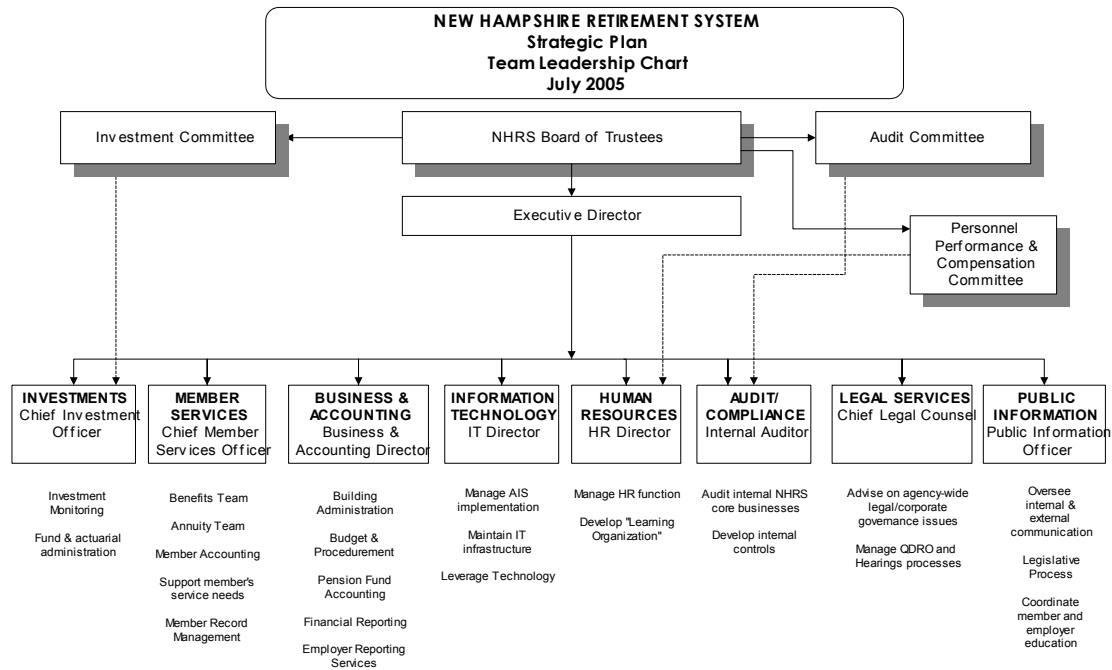 NEW HAMPSHIRE RETIREMENT SYSTEM
Strategic Plan
Team Leadership Chart
July 2005
Investment Committee
NHRS Board of Trustees
Audit Committee
Executive Director
Personnel
Performance &
Compensation
Committee
INVESTMENTS
Chief Investment
Officer
MEMBER
SERVICES
Chief Member
Services Officer
BUSINESS &
ACCOUNTING
Business &
Accounting Director
INFORMATION
TECHNOLOGY
IT Director
HUMAN
RESOURCES
HR Director
AUDIT/
COMPLIANCE
Internal Auditor
LEGAL SERVICES
Chief Legal Counsel
PUBLIC
INFORMATION
Public Information
Officer
Investment
Monitoring
Fund & actuarial
administration
Benefits Team
Annuity Team
Member Accounting
Support member's
service needs
Member Record
Management
Building
Administration
Budget &
Procedurement
Pension Fund
Accounting
Financial Reporting
Employer Reporting
Services
Manage AIS
implementation
Maintain IT
infrastructure
Leverage Technology
Manage HR function
Develop "Learning
Organization"
Audit internal NHRS
core businesses
Develop internal
controls
Advise on agency-wide
legal/corporate
governance issues
Manage QDRO and
Hearings processes
Oversee
internal &
external
communication
Legislative
Process
Coordinate
member and
employer
education